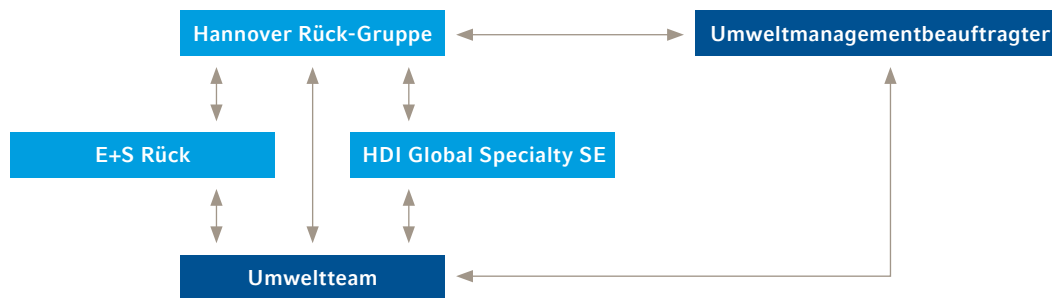 Hannover Rück-Gruppe
Umweltmanagementbeauftragter
E+S Rück
HDI Global Specialty SE
Umweltteam